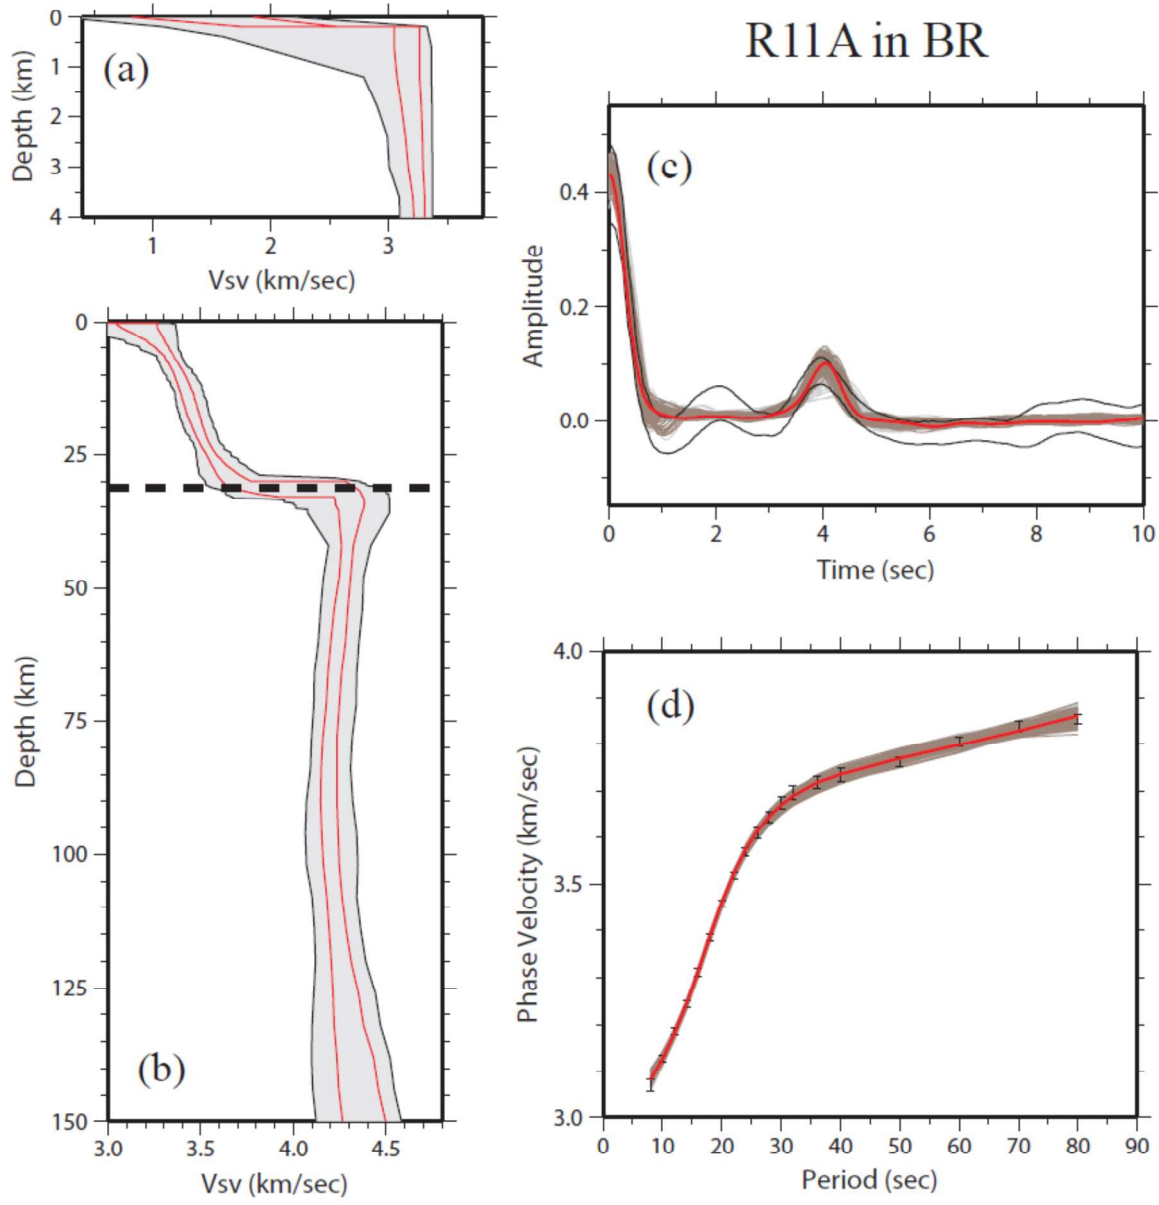 R11A in BR
0
1
2
3
4
Depth (km)
(a)
1 2 3
Vsv (km/sec)
0
25
50
75
100
125
150
Depth (km)
(b)
3.0 3.5 4.0 4.5
Vsv (km/sec)
(c)
0.4
0.2
0.0
Amplitude
0 2 4 6 8 10
Time (sec)
4.0
3.5
3.0
Phase Velocity (km/sec)
(d)
0 10 20 30 40 50 60 70 80 90
Period (sec)